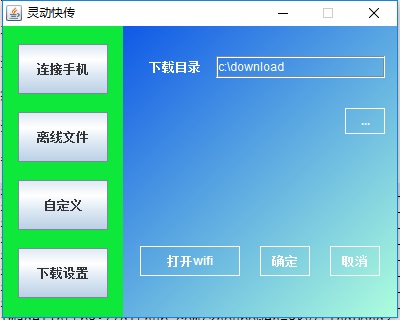 灵动快传
连接手机
离线文件
自定义
下载设置
下载目录 c:\download
...
打开wifi 确定 取消